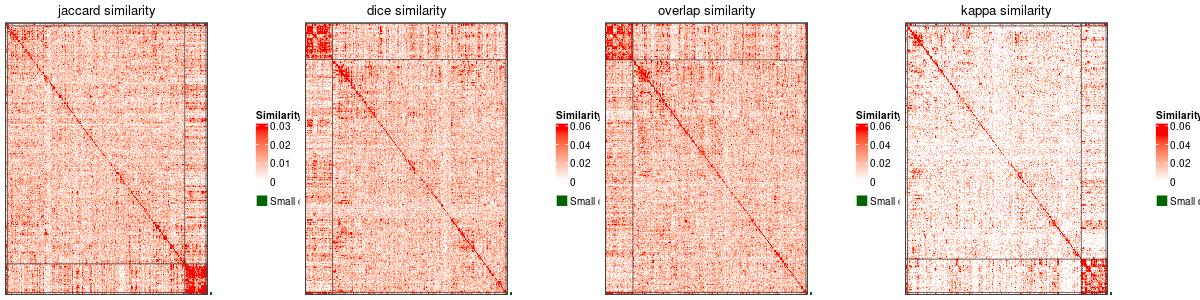 jaccard similarity
Similarity
0.03
0.02
0.01
0
Small c
dice similarity
Similarity
0.06
0.04
0.02
0
Small c
overlap similarity
Similarity
0.06
0.04
0.02
0
Small c
kappa similarity
Similarity
0.06
0.04
0.02
0
Small c